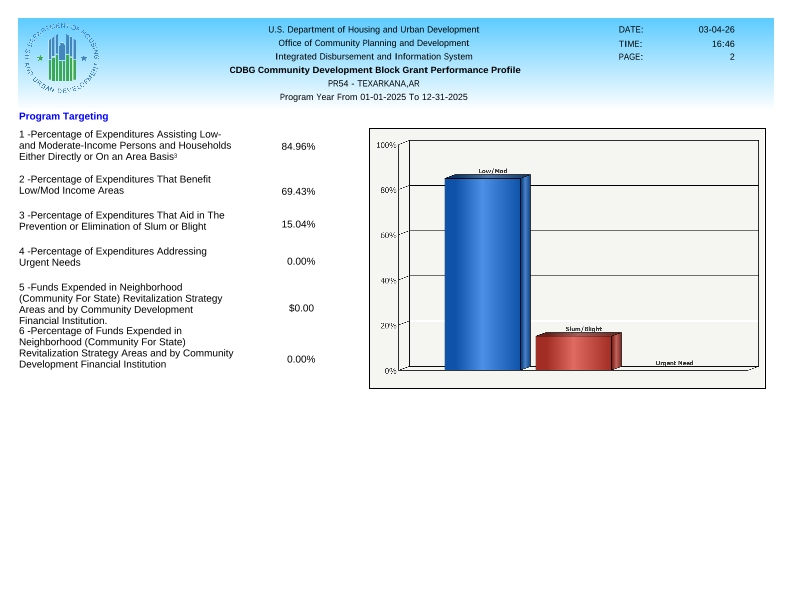 U.S. DEPARTMENT OF HOUSING AND URBAN DEVELOPMENT
U.S. Department of Housing and Urban Development
DATE: 03-04-26
Office of Community Planning and Development
TIME: 16:46
Integrated Disbursement and Information System
PAGE: 2
CDBG Community Development Block Grant Performance Profile
PR54 - TEXARKANA,AR
Program Year From 01-01-2025 To 12-31-2025
Program Targeting
1 -Percentage of Expenditures Assisting Low-
and Moderate-Income Persons and Households
Either Directly or On an Area Basis³
84.96%
2 -Percentage of Expenditures That Benefit
Low/Mod Income Areas
69.43%
3 -Percentage of Expenditures That Aid in The
Prevention or Elimination of Slum or Blight
15.04%
4 -Percentage of Expenditures Addressing
Urgent Needs
0.00%
5 -Funds Expended in Neighborhood
(Community For State) Revitalization Strategy
Areas and by Community Development
Financial Institution.
$0.00
6 -Percentage of Funds Expended in
Neighborhood (Community For State)
Revitalization Strategy Areas and by Community
Development Financial Institution
0.00%
100%
80%
60%
40%
20%
0%
Low/Mod
Slum/Blight
Urgent Need